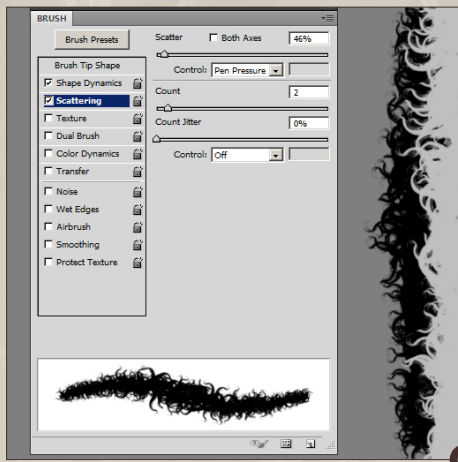 BRUSH
Brush Presets
Scatter Both Axes 46%
Control: Pen Pressure
Brush Tip Shape
Shape Dynamics
Scattering
Texture
Dual Brush
Color Dynamics
Transfer
Noise
Wet Edges
Airbrush
Smoothing
Protect Texture
Count 2
Count Jitter 0%
Control: Off